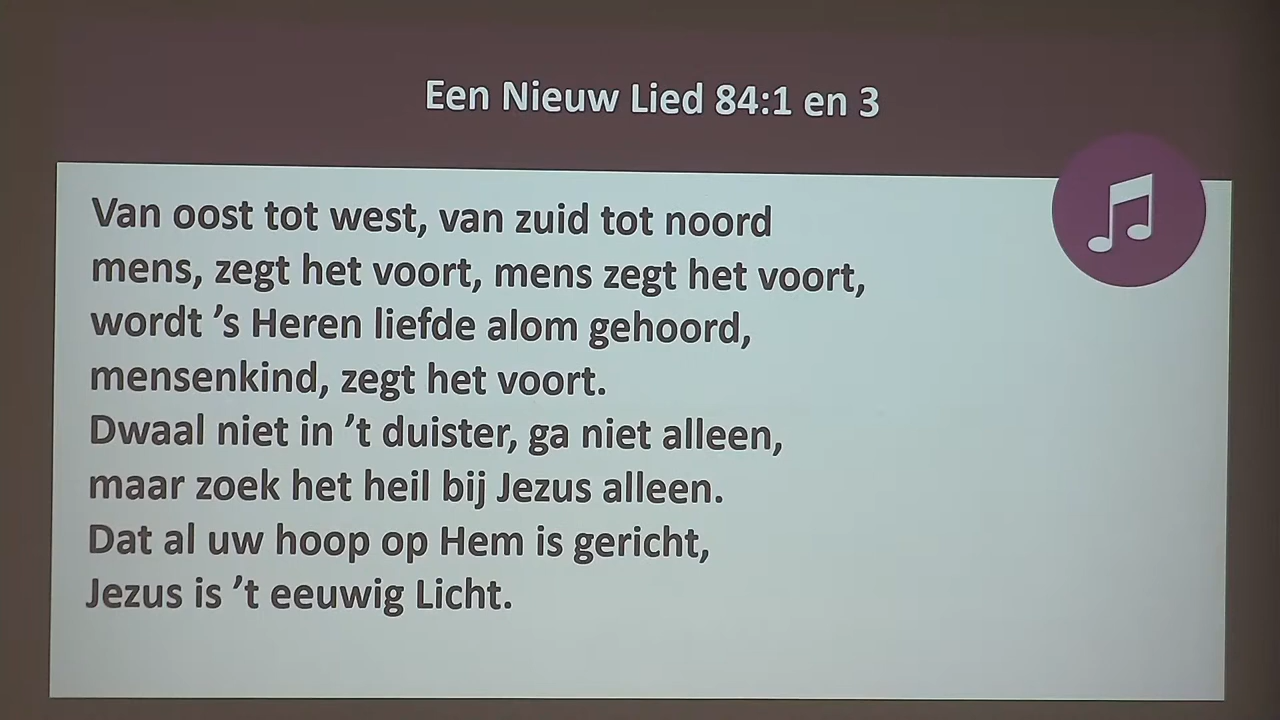 Een Nieuw Lied 84:1 en 3
Van oost tot west, van zuid tot noord
mens, zegt het voort, mens zegt het voort,
wordt ’s Heren liefde alom gehoord,
mensenkind, zegt het voort.
Dwaal niet in ’t duister, ga niet alleen,
maar zoek het heil bij Jezus alleen.
Dat al uw hoop op Hem is gericht,
Jezus is ’t eeuwig Licht.